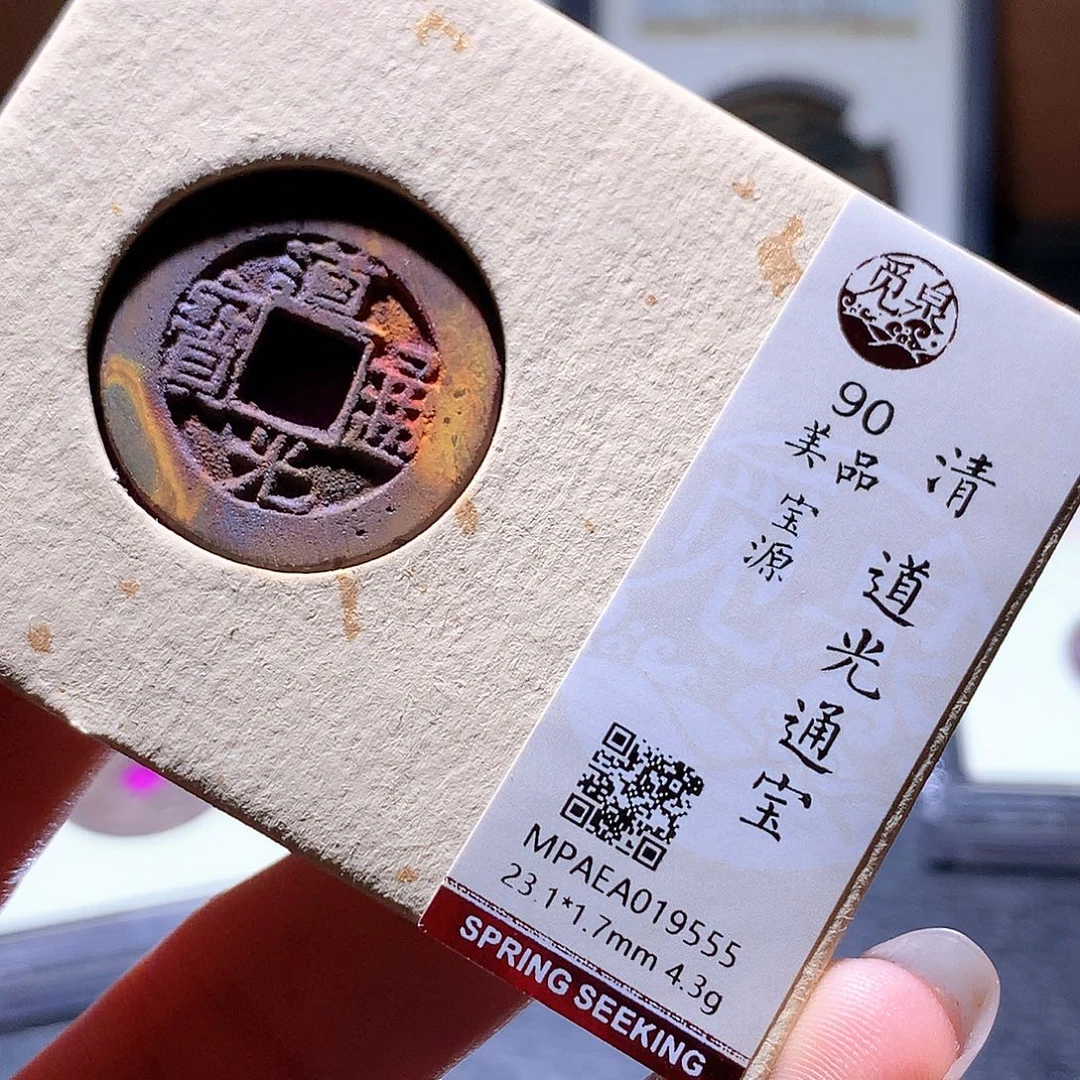 道光通寳
觅泉
90
美品
宝源
清
道光通宝
MPAEA019555
23.1*1.7mm 4.3g
SPRING SEEKING